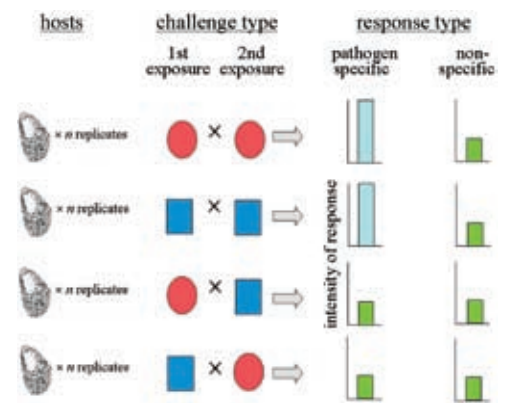 hosts challenge type response type
1st exposure 2nd exposure pathogen specific non-specific
× n replicates × 
× n replicates ×
intensity of response
× n replicates ×
× n replicates ×